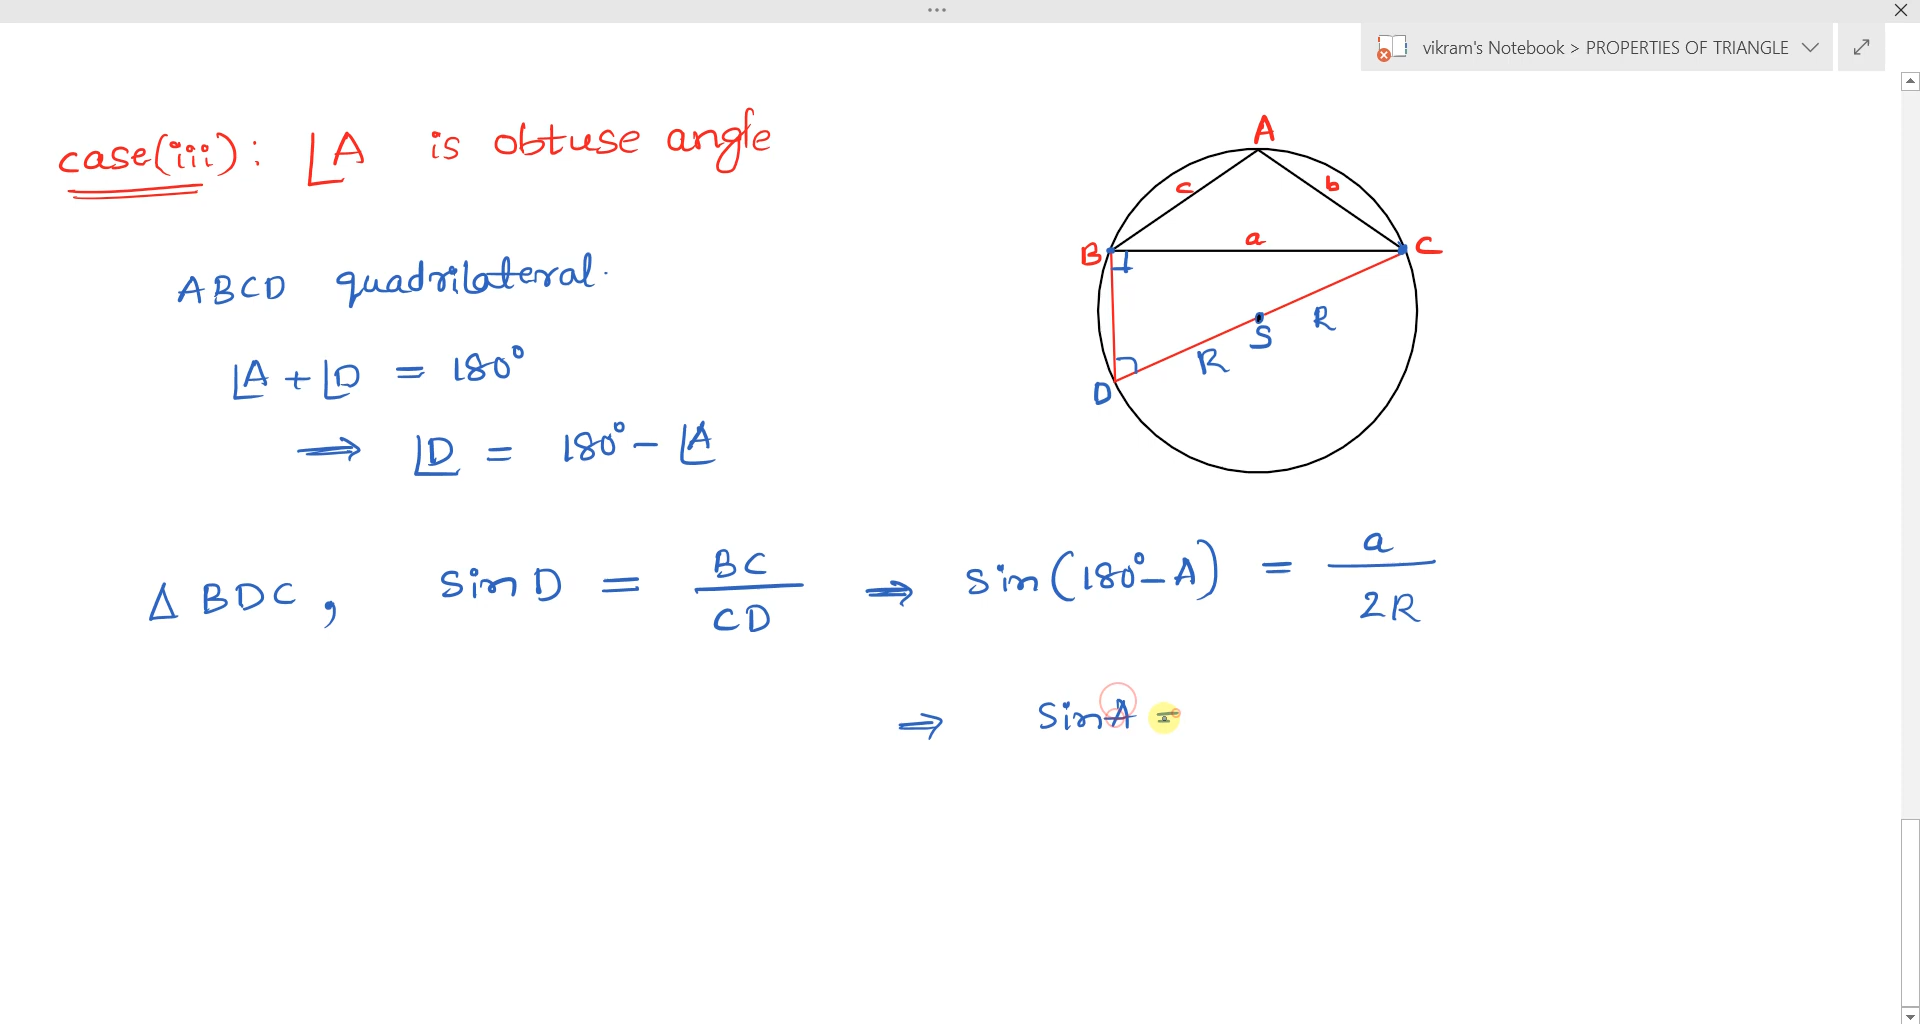 ...
vikram's Notebook > PROPERTIES OF TRIANGLE
case(iii): ∠A is obtuse angle
A
c b
B a C
S R
R
D
ABCD quadrilateral.
∠A + ∠D = 180°
⟹ ∠D = 180° - ∠A
Δ BDC, sin D = BC / CD ⟹ sin(180° - A) = a / 2R
⟹ sin A =